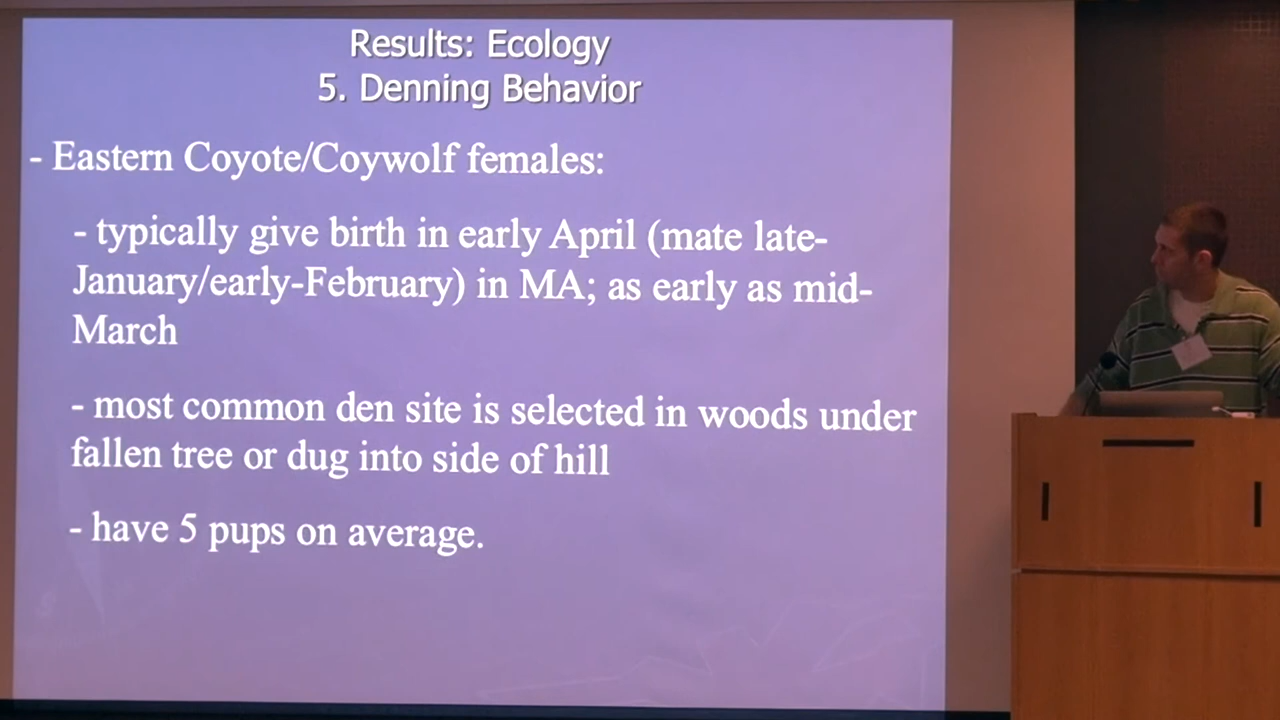 Results: Ecology
5. Denning Behavior
- Eastern Coyote/Coywolf females:
- typically give birth in early April (mate late-
January/early-February) in MA; as early as mid-
March
- most common den site is selected in woods under
fallen tree or dug into side of hill
- have 5 pups on average.